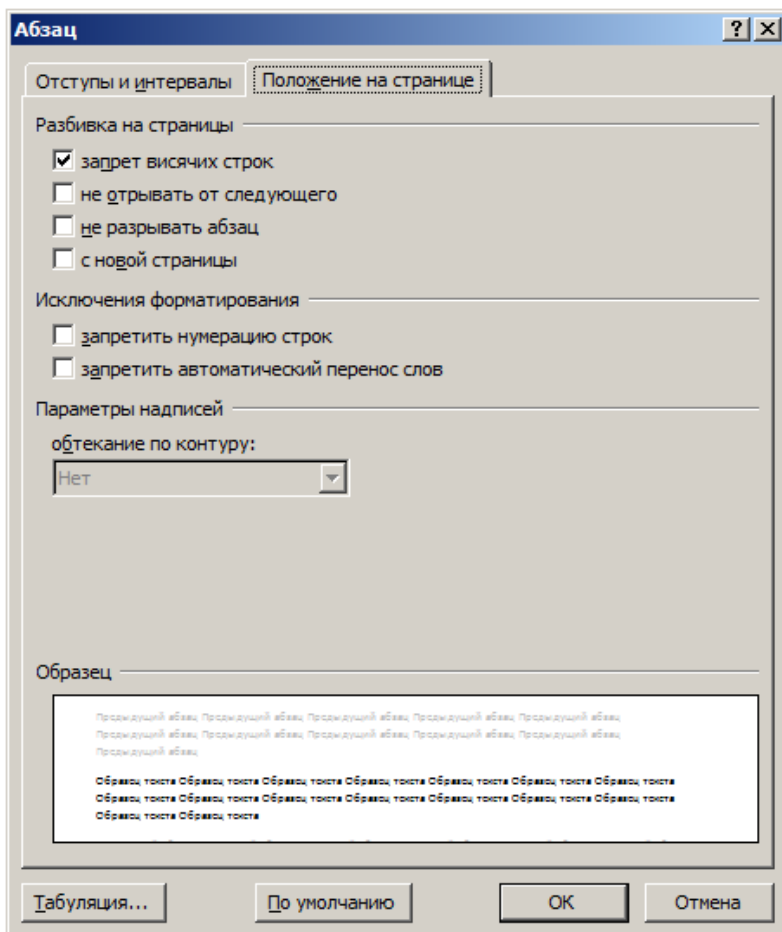 Абзац
Отступы и интервалы Положение на странице
Разбивка на страницы
запрет висячих строк
не отрывать от следующего
не разрывать абзац
с новой страницы
Исключения форматирования
запретить нумерацию строк
запретить автоматический перенос слов
Параметры надписей
обтекание по контуру:
Нет
Образец
Предыдущий абзац Предыдущий абзац Предыдущий абзац Предыдущий абзац Предыдущий абзац
Предыдущий абзац Предыдущий абзац Предыдущий абзац Предыдущий абзац Предыдущий абзац
Предыдущий абзац
Образец текста Образец текста Образец текста Образец текста Образец текста Образец текста Образец текста
Образец текста Образец текста Образец текста Образец текста Образец текста Образец текста Образец текста
Образец текста Образец текста
Табуляция... По умолчанию ОК Отмена